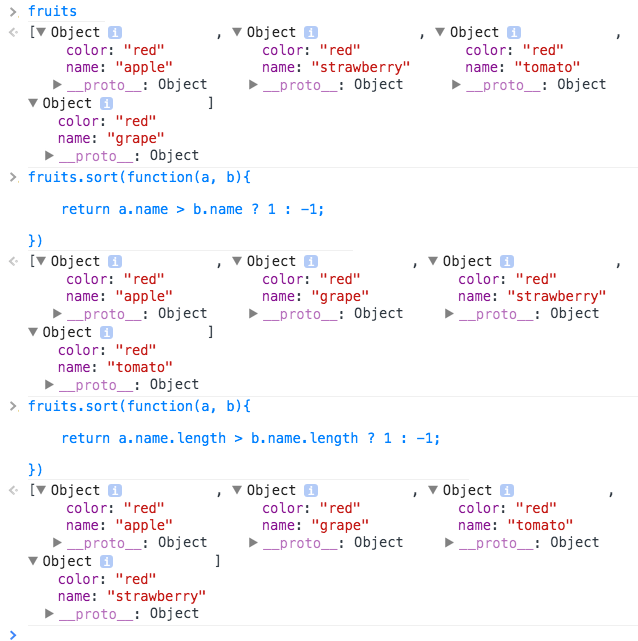 > fruits
<· [▼Object i , ▼Object i , ▼Object i ,
color: "red" color: "red" color: "red"
name: "apple" name: "strawberry" name: "tomato"
▶__proto__: Object ▶__proto__: Object ▶__proto__: Object
▼Object i ]
color: "red"
name: "grape"
▶__proto__: Object
> fruits.sort(function(a, b){
return a.name > b.name ? 1 : -1;
})
<· [▼Object i , ▼Object i , ▼Object i ,
color: "red" color: "red" color: "red"
name: "apple" name: "grape" name: "strawberry"
▶__proto__: Object ▶__proto__: Object ▶__proto__: Object
▼Object i ]
color: "red"
name: "tomato"
▶__proto__: Object
> fruits.sort(function(a, b){
return a.name.length > b.name.length ? 1 : -1;
})
<· [▼Object i , ▼Object i , ▼Object i ,
color: "red" color: "red" color: "red"
name: "apple" name: "grape" name: "tomato"
▶__proto__: Object ▶__proto__: Object ▶__proto__: Object
▼Object i ]
color: "red"
name: "strawberry"
▶__proto__: Object
>